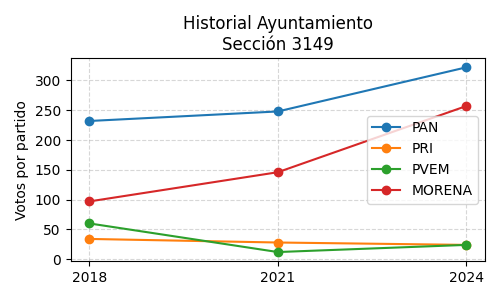 Historial Ayuntamiento
Sección 3149
Votos por partido
300
250
200
150
100
50
0
2018
2021
2024
PAN
PRI
PVEM
MORENA